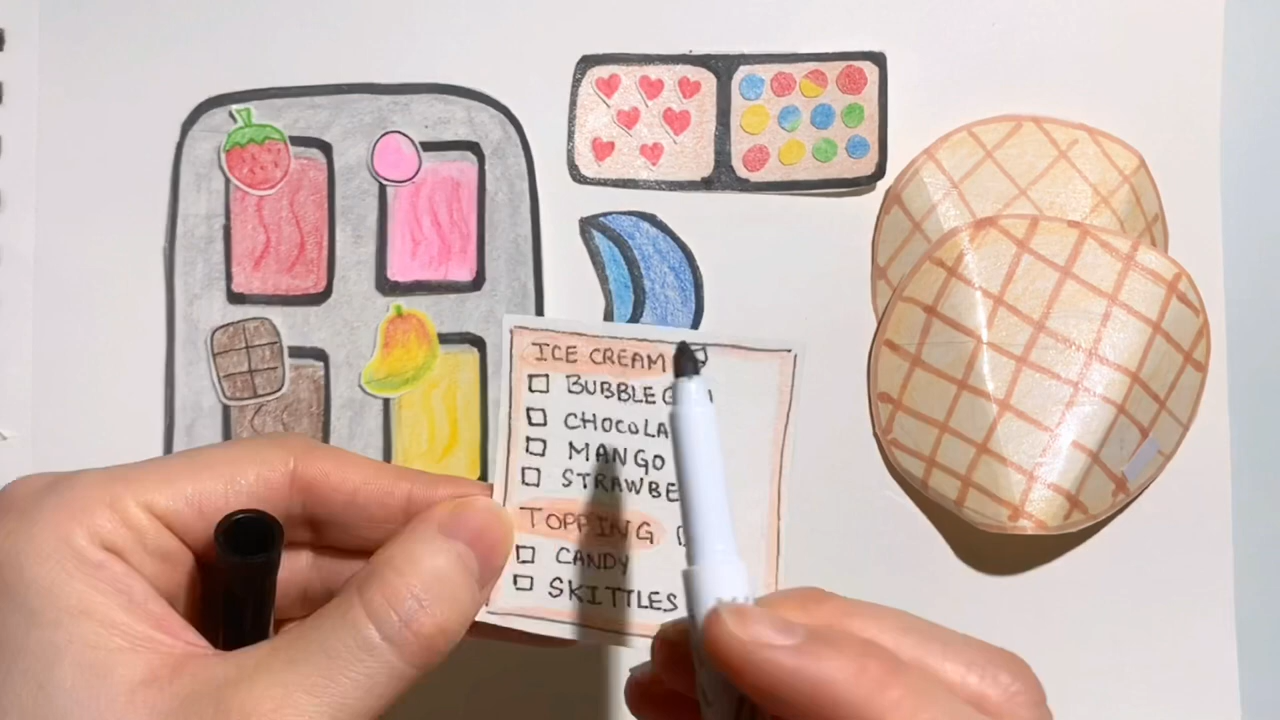 ICE CREAM
BUBBLE
CHOCOLA
MANGO
STRAWBE
TOPPING
CANDY
SKITTLES